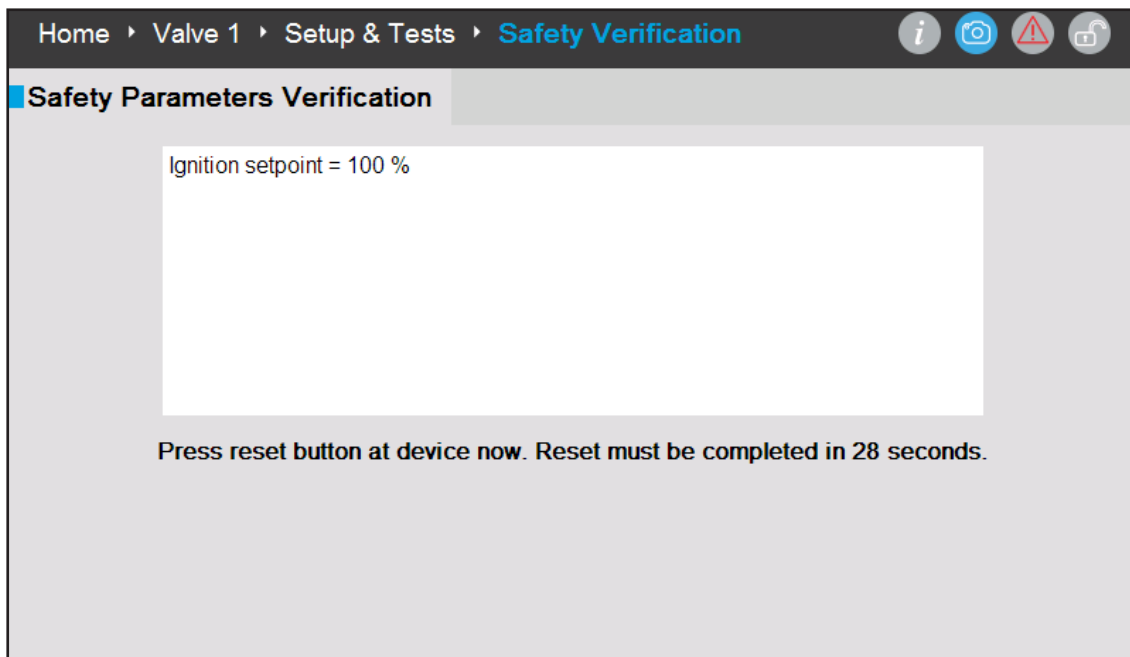 Home ‣ Valve 1 ‣ Setup & Tests ‣ Safety Verification
Safety Parameters Verification
Ignition setpoint = 100 %
Press reset button at device now. Reset must be completed in 28 seconds.